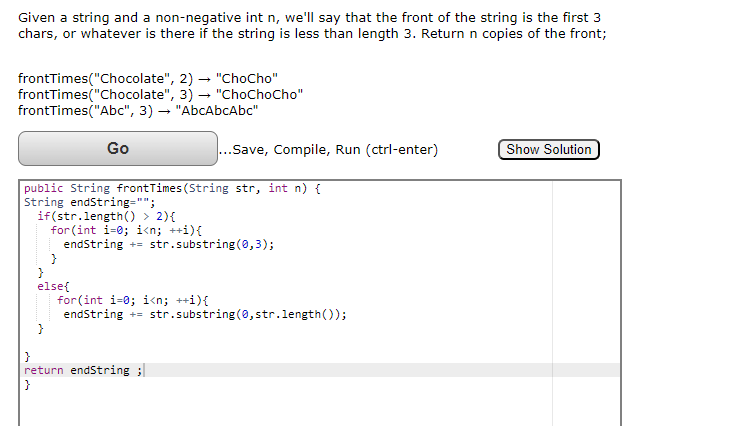 Given a string and a non-negative int n, we'll say that the front of the string is the first 3
chars, or whatever is there if the string is less than length 3. Return n copies of the front;
frontTimes("Chocolate", 2) → "ChoCho"
frontTimes("Chocolate", 3) → "ChoChoCho"
frontTimes("Abc", 3) → "AbcAbcAbc"
Go ...Save, Compile, Run (ctrl-enter) Show Solution
public String frontTimes(String str, int n) {
String endString="";
if(str.length() > 2){
for(int i=0; i<n; ++i){
endString += str.substring(0,3);
}
}
else{
for(int i=0; i<n; ++i){
endString += str.substring(0,str.length());
}
}
return endString ;
}